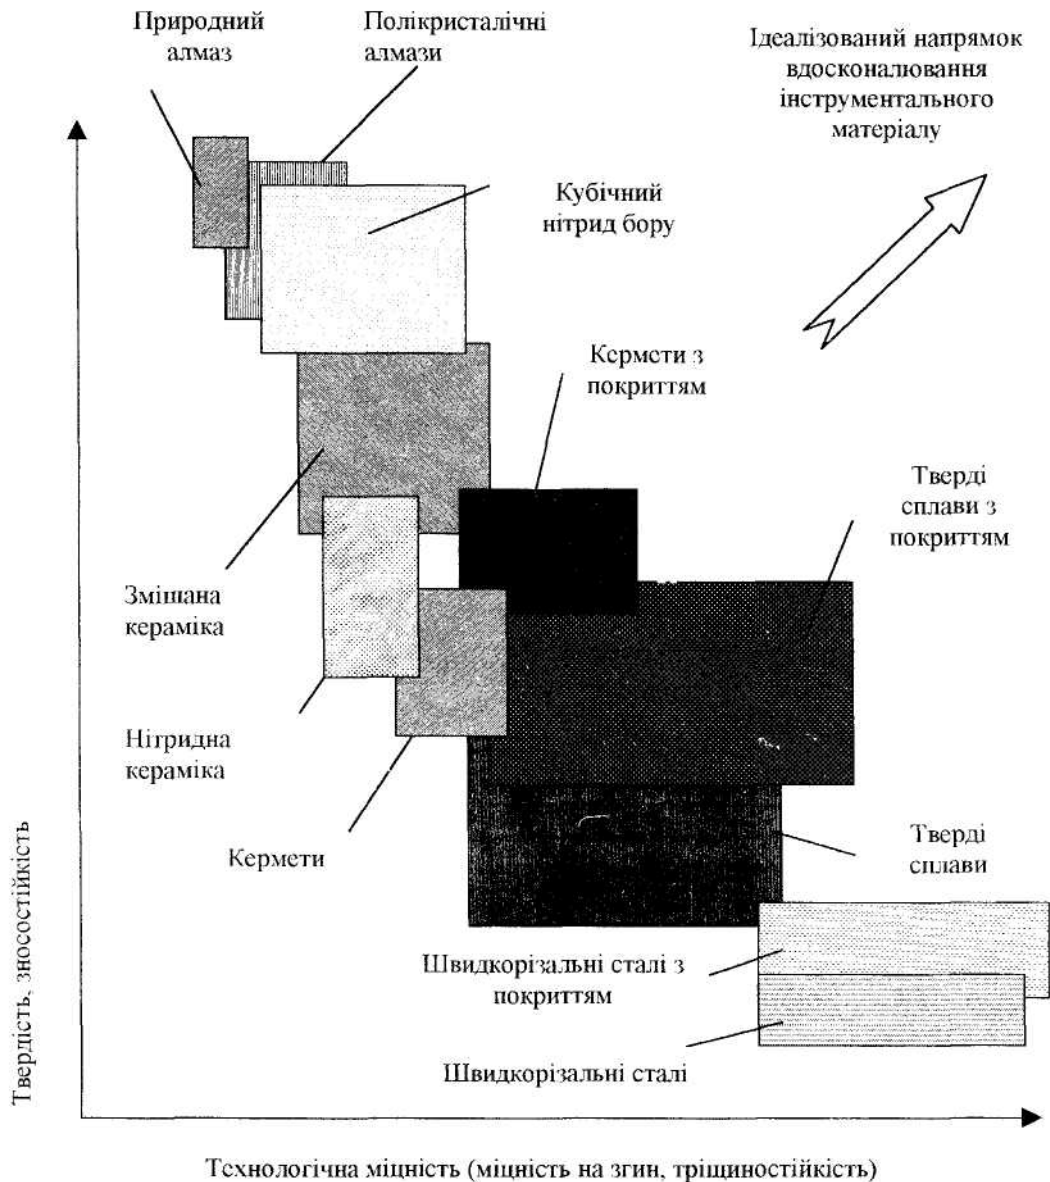 Природний
алмаз
Полікристалічні
алмази
Ідеалізований напрямок
вдосконалювання
інструментального
матеріалу
Кубічний
нітрид бору
Кермети з
покриттям
Тверді
сплави з
покриттям
Змішана
кераміка
Нітридна
кераміка
Кермети
Тверді
сплави
Швидкорізальні сталі з
покриттям
Швидкорізальні сталі
Твердість, зносостійкість
Технологічна міцність (міцність на згин, тріщиностійкість)